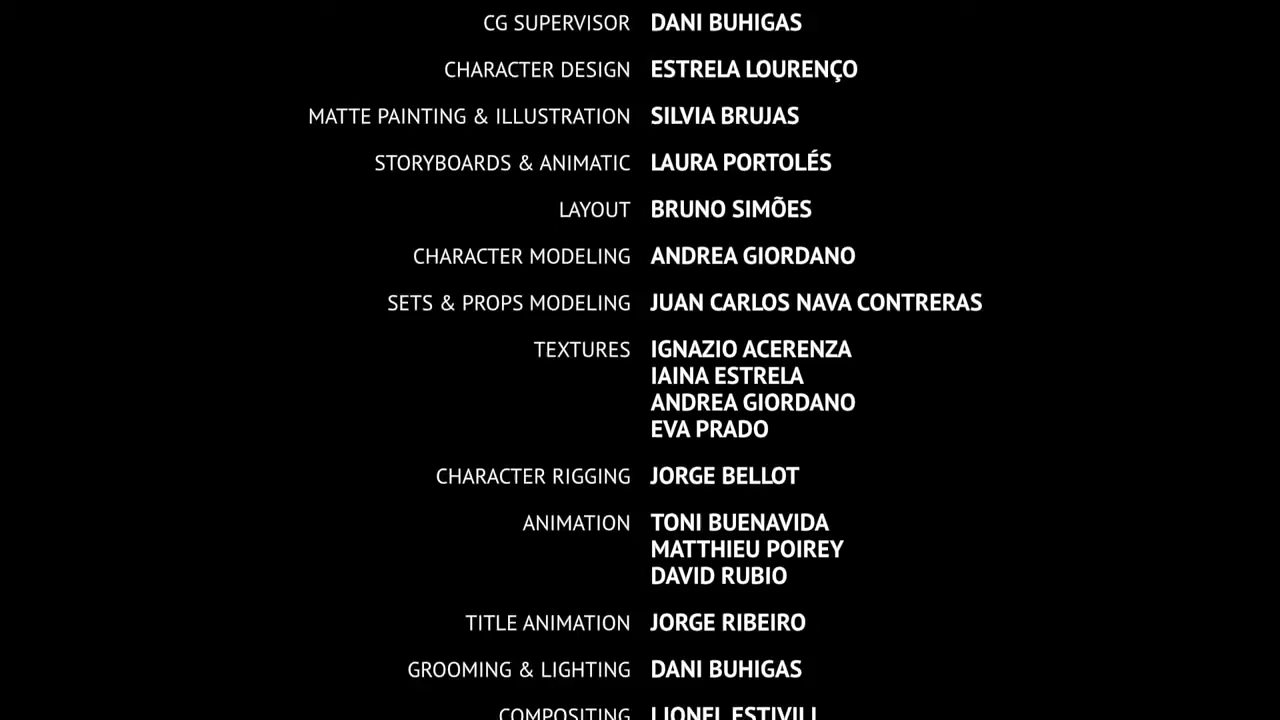 CG SUPERVISOR DANI BUHIGAS
CHARACTER DESIGN ESTRELA LOURENÇO
MATTE PAINTING & ILLUSTRATION SILVIA BRUJAS
STORYBOARDS & ANIMATIC LAURA PORTOLÉS
LAYOUT BRUNO SIMÕES
CHARACTER MODELING ANDREA GIORDANO
SETS & PROPS MODELING JUAN CARLOS NAVA CONTRERAS
TEXTURES IGNAZIO ACERENZA
IAINA ESTRELA
ANDREA GIORDANO
EVA PRADO
CHARACTER RIGGING JORGE BELLOT
ANIMATION TONI BUENAVIDA
MATTHIEU POIREY
DAVID RUBIO
TITLE ANIMATION JORGE RIBEIRO
GROOMING & LIGHTING DANI BUHIGAS
COMPOSITING LIONEL ESTIVILL